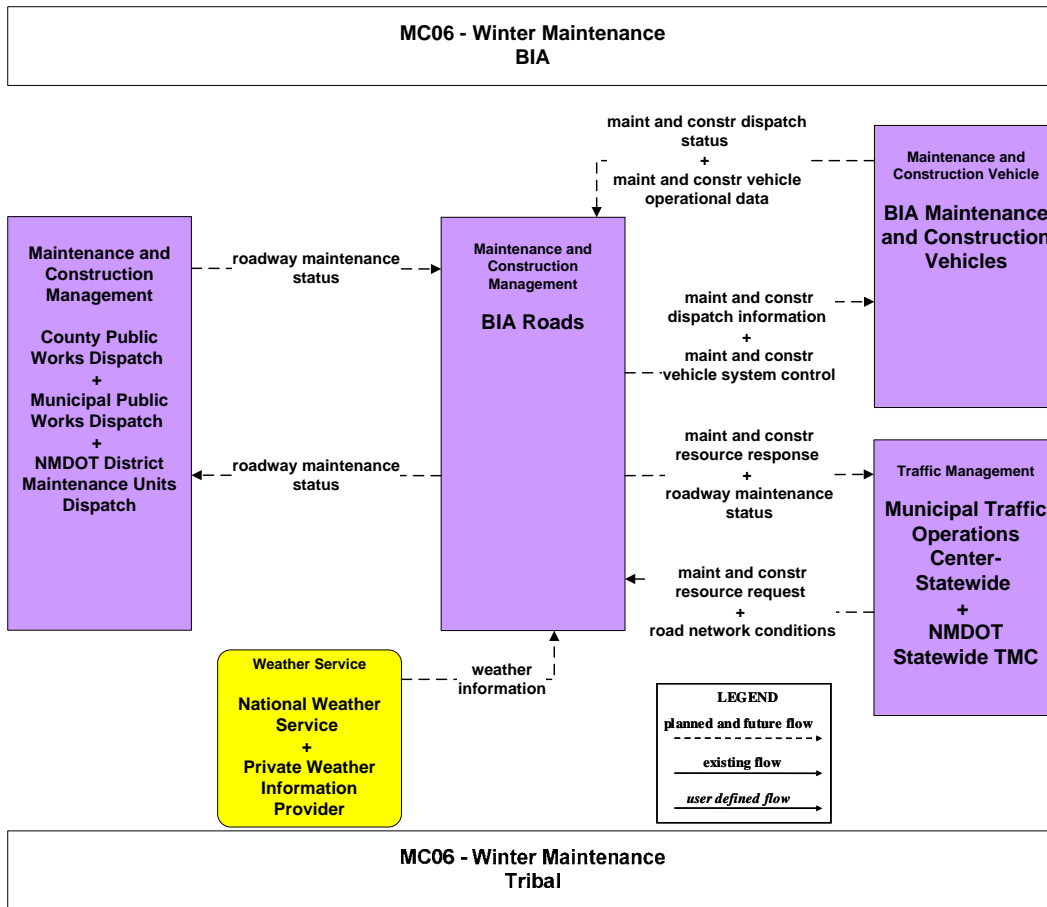 MC06 - Winter Maintenance
BIA
maint and constr dispatch
status
+
maint and constr vehicle
operational data
Maintenance and
Construction Vehicle
BIA Maintenance
and Construction
Vehicles
Maintenance and
Construction
Management
County Public
Works Dispatch
+
Municipal Public
Works Dispatch
+
NMDOT District
Maintenance Units
Dispatch
roadway maintenance
status
Maintenance and
Construction
Management
BIA Roads
maint and constr
dispatch information
+
maint and constr
vehicle system control
roadway maintenance
status
maint and constr
resource response
+
roadway maintenance
status
Traffic Management
Municipal Traffic
Operations
Center-
Statewide
+
NMDOT
Statewide TMC
maint and constr
resource request
+
road network conditions
Weather Service
National Weather
Service
+
Private Weather
Information
Provider
weather
information
LEGEND
planned and future flow
existing flow
user defined flow
MC06 - Winter Maintenance
Tribal